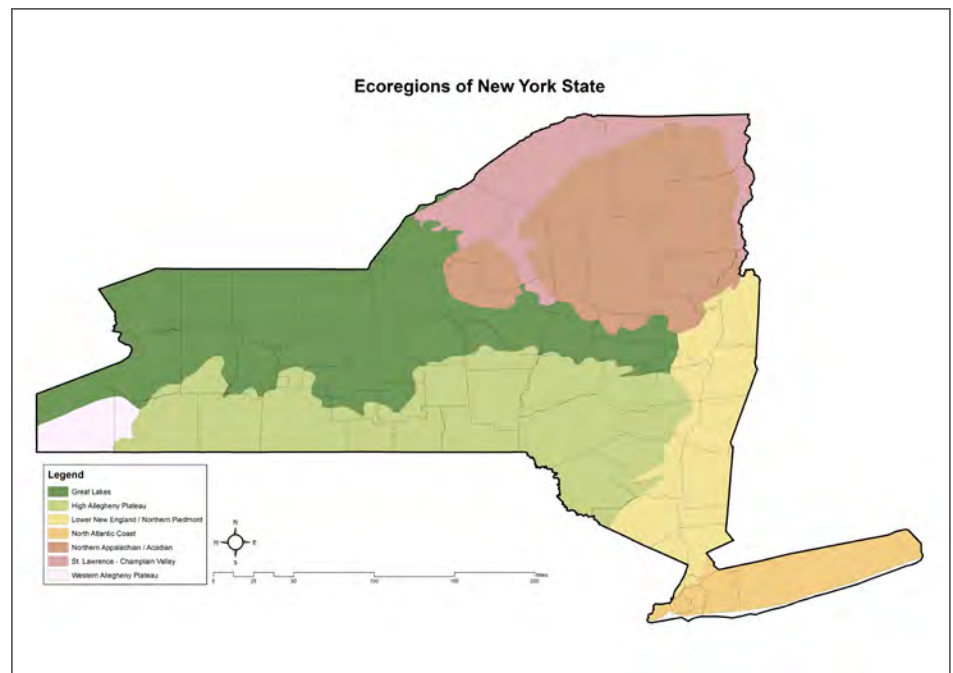 Ecoregions of New York State
Legend
Great Lakes
High Allegheny Plateau
Lower New England / Northern Piedmont
North Atlantic Coast
Northern Appalachian / Acadian
St. Lawrence - Champlain Valley
Western Allegheny Plateau
N
W E
S
Miles
0 25 50 100 150 200